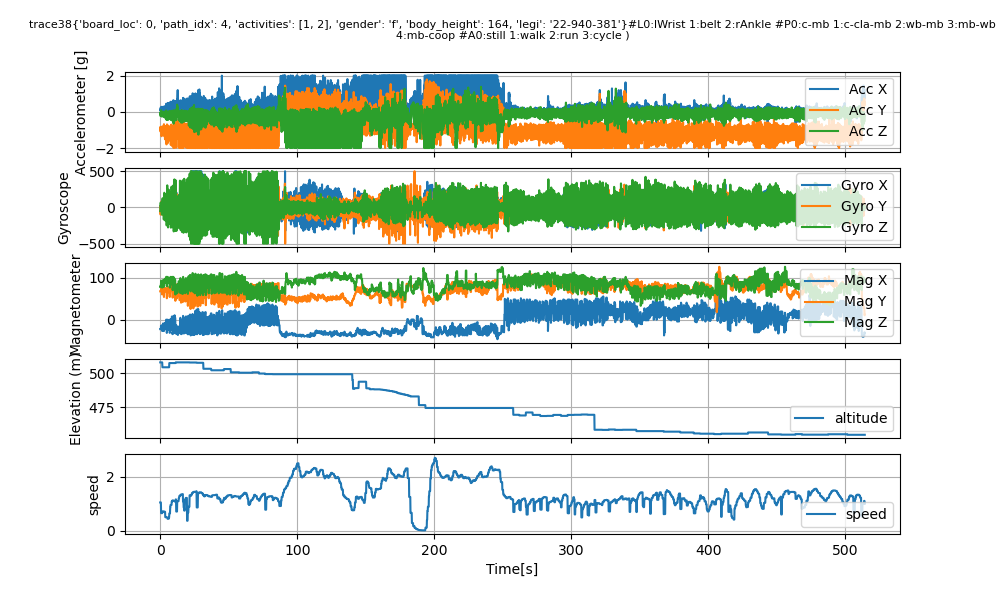 trace38{'board_loc': 0, 'path_idx': 4, 'activities': [1, 2], 'gender': 'f', 'body_height': 164, 'legi': '22-940-381'}#L0:lWrist 1:belt 2:rAnkle #P0:c-mb 1:c-cla-mb 2:wb-mb 3:mb-wb
4:mb-coop #A0:still 1:walk 2:run 3:cycle )
Accelerometer [g]
2
0
−2
Acc X
Acc Y
Acc Z
Gyroscope
500
0
−500
Gyro X
Gyro Y
Gyro Z
Magnetometer
100
0
Mag X
Mag Y
Mag Z
Elevation (m)
500
475
altitude
speed
2
0
speed
0
100
200
300
400
500
Time[s]